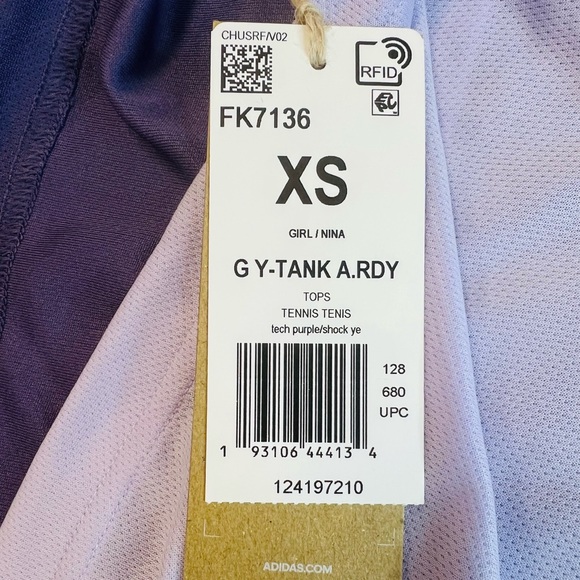 CHUSRF/V02
RFID
FK7136
XS
GIRL / NINA
G Y-TANK A.RDY
TOPS
TENNIS TENIS
tech purple/shock ye
128
680
UPC
1 93106 44413 4
124197210
ADIDAS.COM